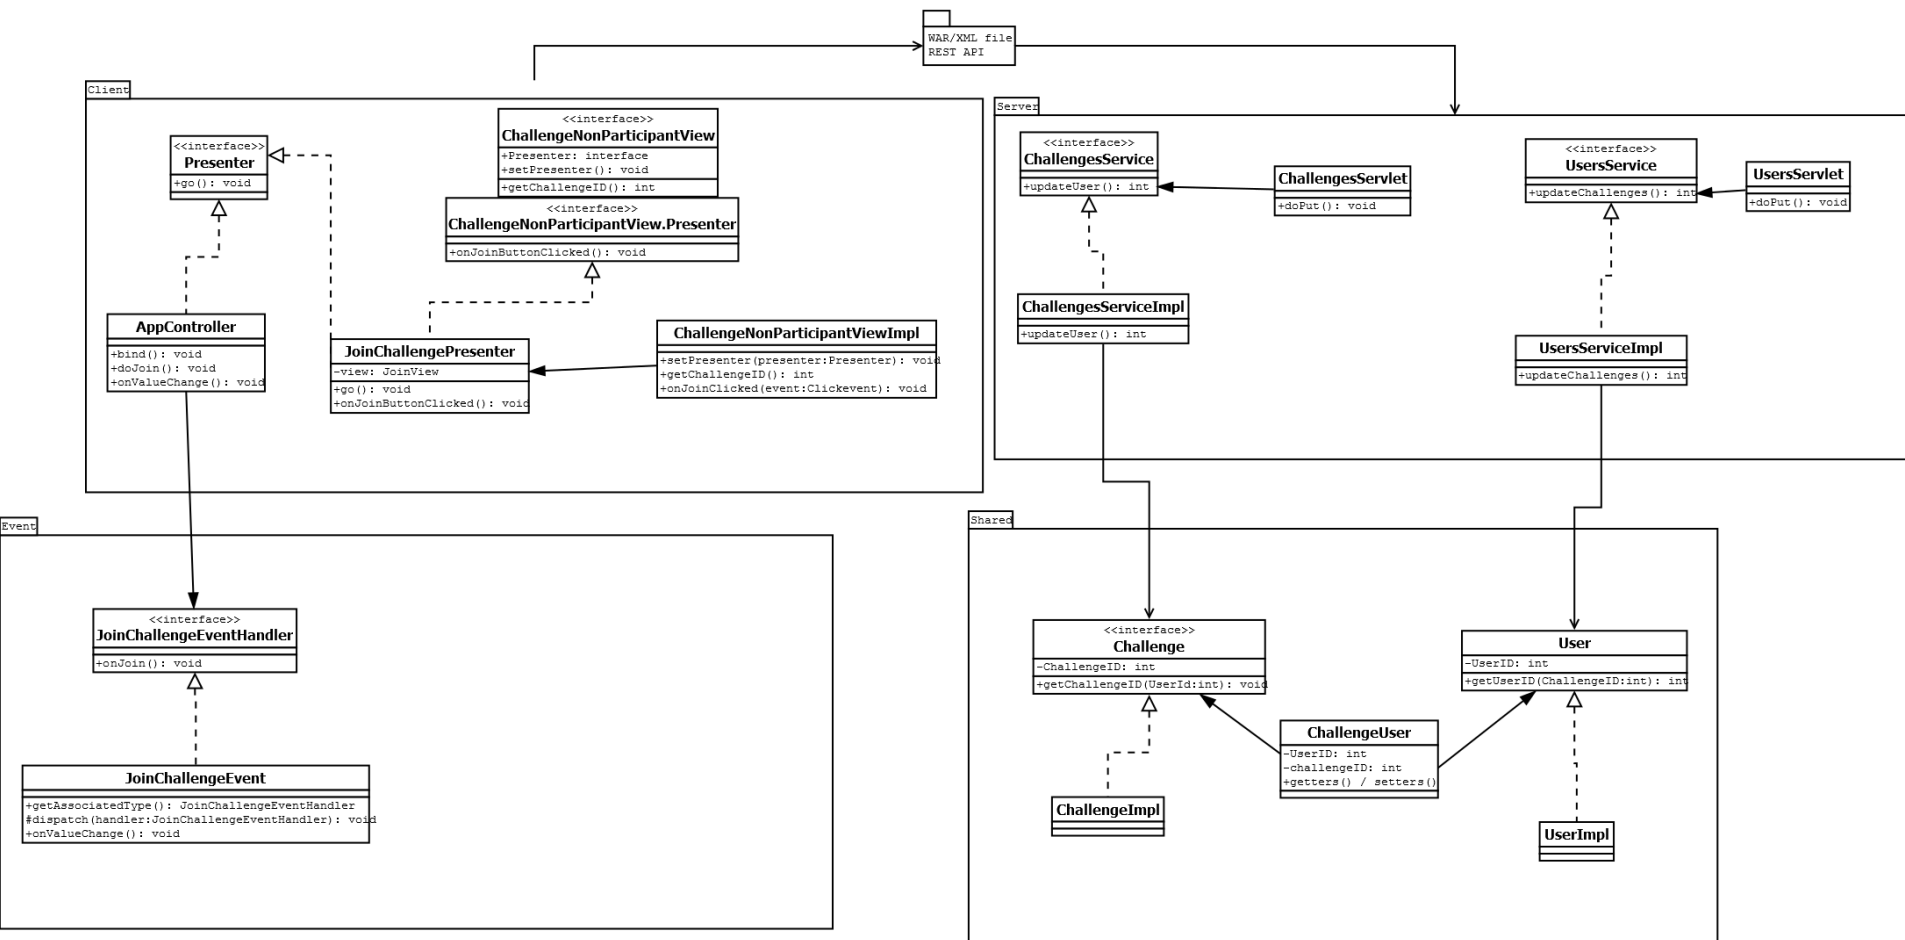 WAR/XML file
REST API
Client
<<interface>>
Presenter
+go(): void
<<interface>>
ChallengeNonParticipantView
+Presenter: interface
+setPresenter(): void
+getChallengeID(): int
<<interface>>
ChallengeNonParticipantView.Presenter
+onJoinButtonClicked(): void
AppController
+bind(): void
+doJoin(): void
+onValueChange(): void
JoinChallengePresenter
-view: JoinView
+go(): void
+onJoinButtonClicked(): void
ChallengeNonParticipantViewImpl
+setPresenter(presenter:Presenter): void
+getChallengeID(): int
+onJoinClicked(event:Clickevent): void
Server
<<interface>>
ChallengesService
+updateUser(): int
ChallengesServlet
+doPut(): void
<<interface>>
UsersService
+updateChallenges(): int
UsersServlet
+doPut(): void
ChallengesServiceImpl
+updateUser(): int
UsersServiceImpl
+updateChallenges(): int
Event
<<interface>>
JoinChallengeEventHandler
+onJoin(): void
JoinChallengeEvent
+getAssociatedType(): JoinChallengeEventHandler
#dispatch(handler:JoinChallengeEventHandler): void
+onValueChange(): void
Shared
<<interface>>
Challenge
-ChallengeID: int
+getChallengeID(UserId:int): void
User
-UserID: int
+getUserID(ChallengeID:int): int
ChallengeUser
-UserID: int
-challengeID: int
+getters() / setters()
ChallengeImpl
UserImpl